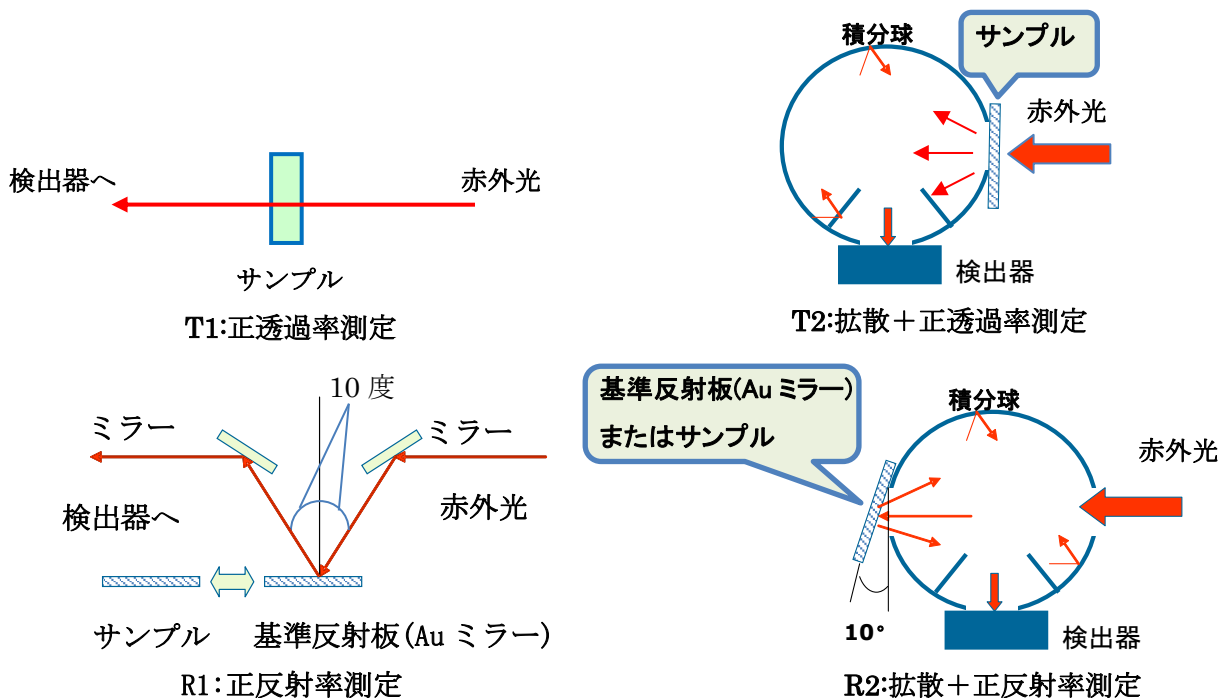 検出器へ
赤外光
サンプル
T1:正透過率測定
積分球
サンプル
赤外光
検出器
T2:拡散＋正透過率測定
10 度
ミラー
ミラー
検出器へ
赤外光
サンプル
基準反射板(Au ミラー)
R1：正反射率測定
基準反射板(Au ミラー)
またはサンプル
積分球
赤外光
10°
検出器
R2:拡散＋正反射率測定